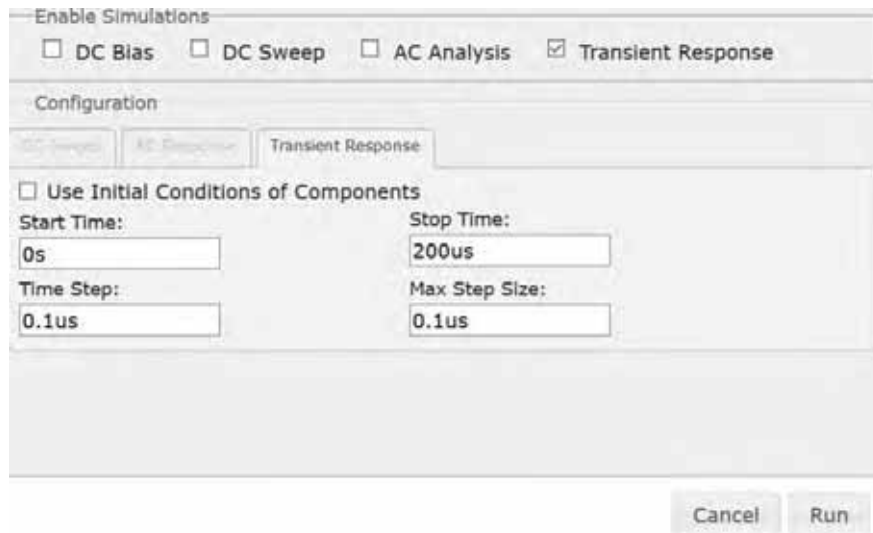 Enable Simulations
DC Bias DC Sweep AC Analysis Transient Response
Configuration
Transient Response
Use Initial Conditions of Components
Start Time: Stop Time:
0s 200us
Time Step: Max Step Size:
0.1us 0.1us
Cancel Run